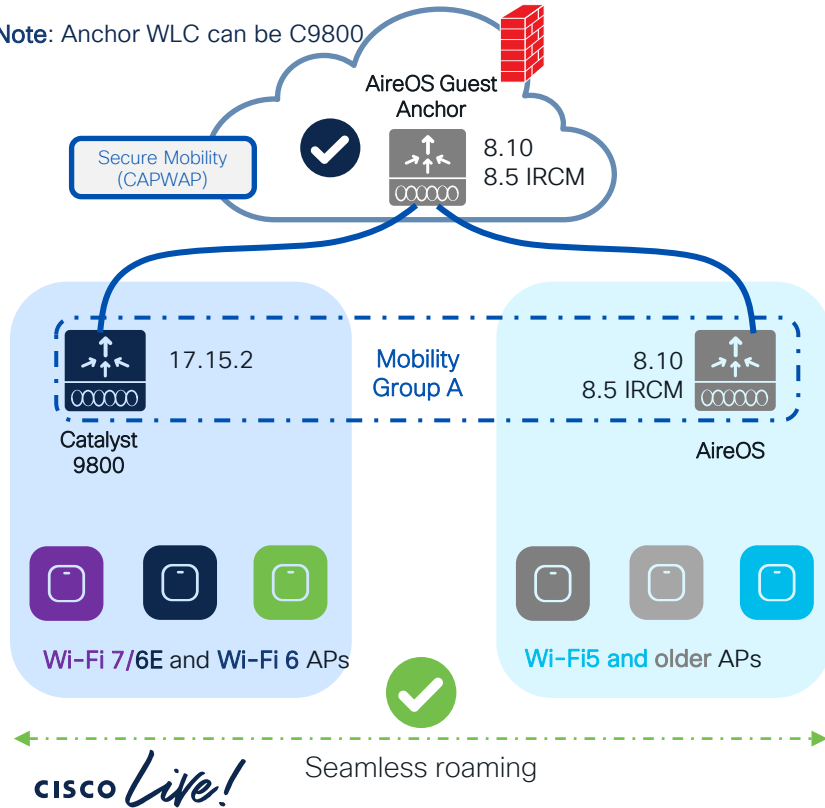 Note: Anchor WLC can be C9800
AireOS Guest
Anchor
8.10
8.5 IRCM
Secure Mobility
(CAPWAP)
17.15.2
Mobility
Group A
8.10
8.5 IRCM
Catalyst
9800
AireOS
Wi-Fi 7/6E and Wi-Fi 6 APs
Wi-Fi5 and older APs
Seamless roaming
CISCO Live!